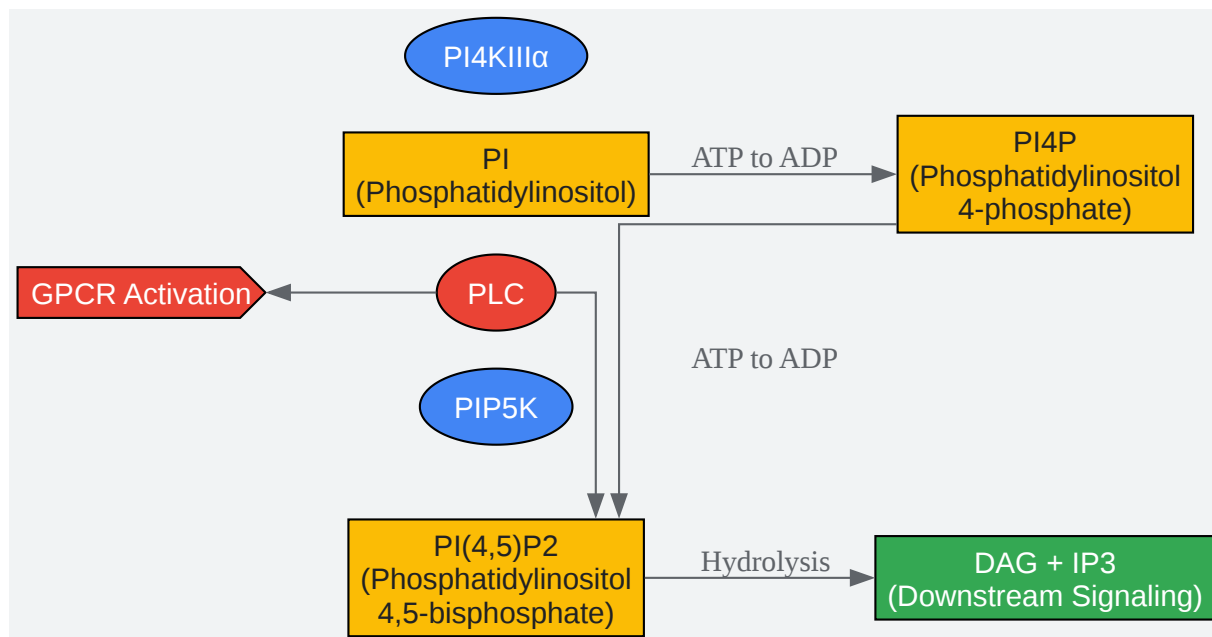 PI4KIIIα
PI
(Phosphatidylinositol)
ATP to ADP
PI4P
(Phosphatidylinositol
4-phosphate)
GPCR Activation
PLC
ATP to ADP
PIP5K
PI(4,5)P2
(Phosphatidylinositol
4,5-bisphosphate)
Hydrolysis
DAG + IP3
(Downstream Signaling)